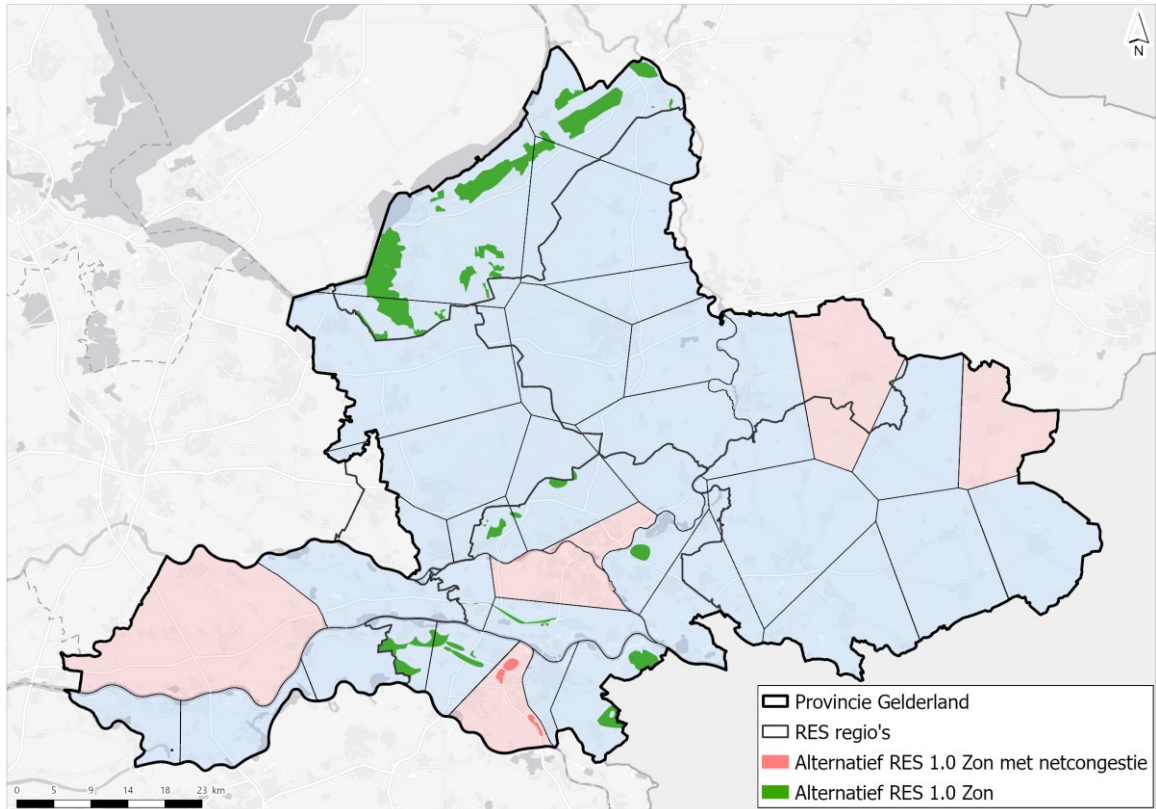 N
Provincie Gelderland
RES regio's
Alternatief RES 1.0 Zon met netcongestie
Alternatief RES 1.0 Zon
0 5 9 14 18 23 km